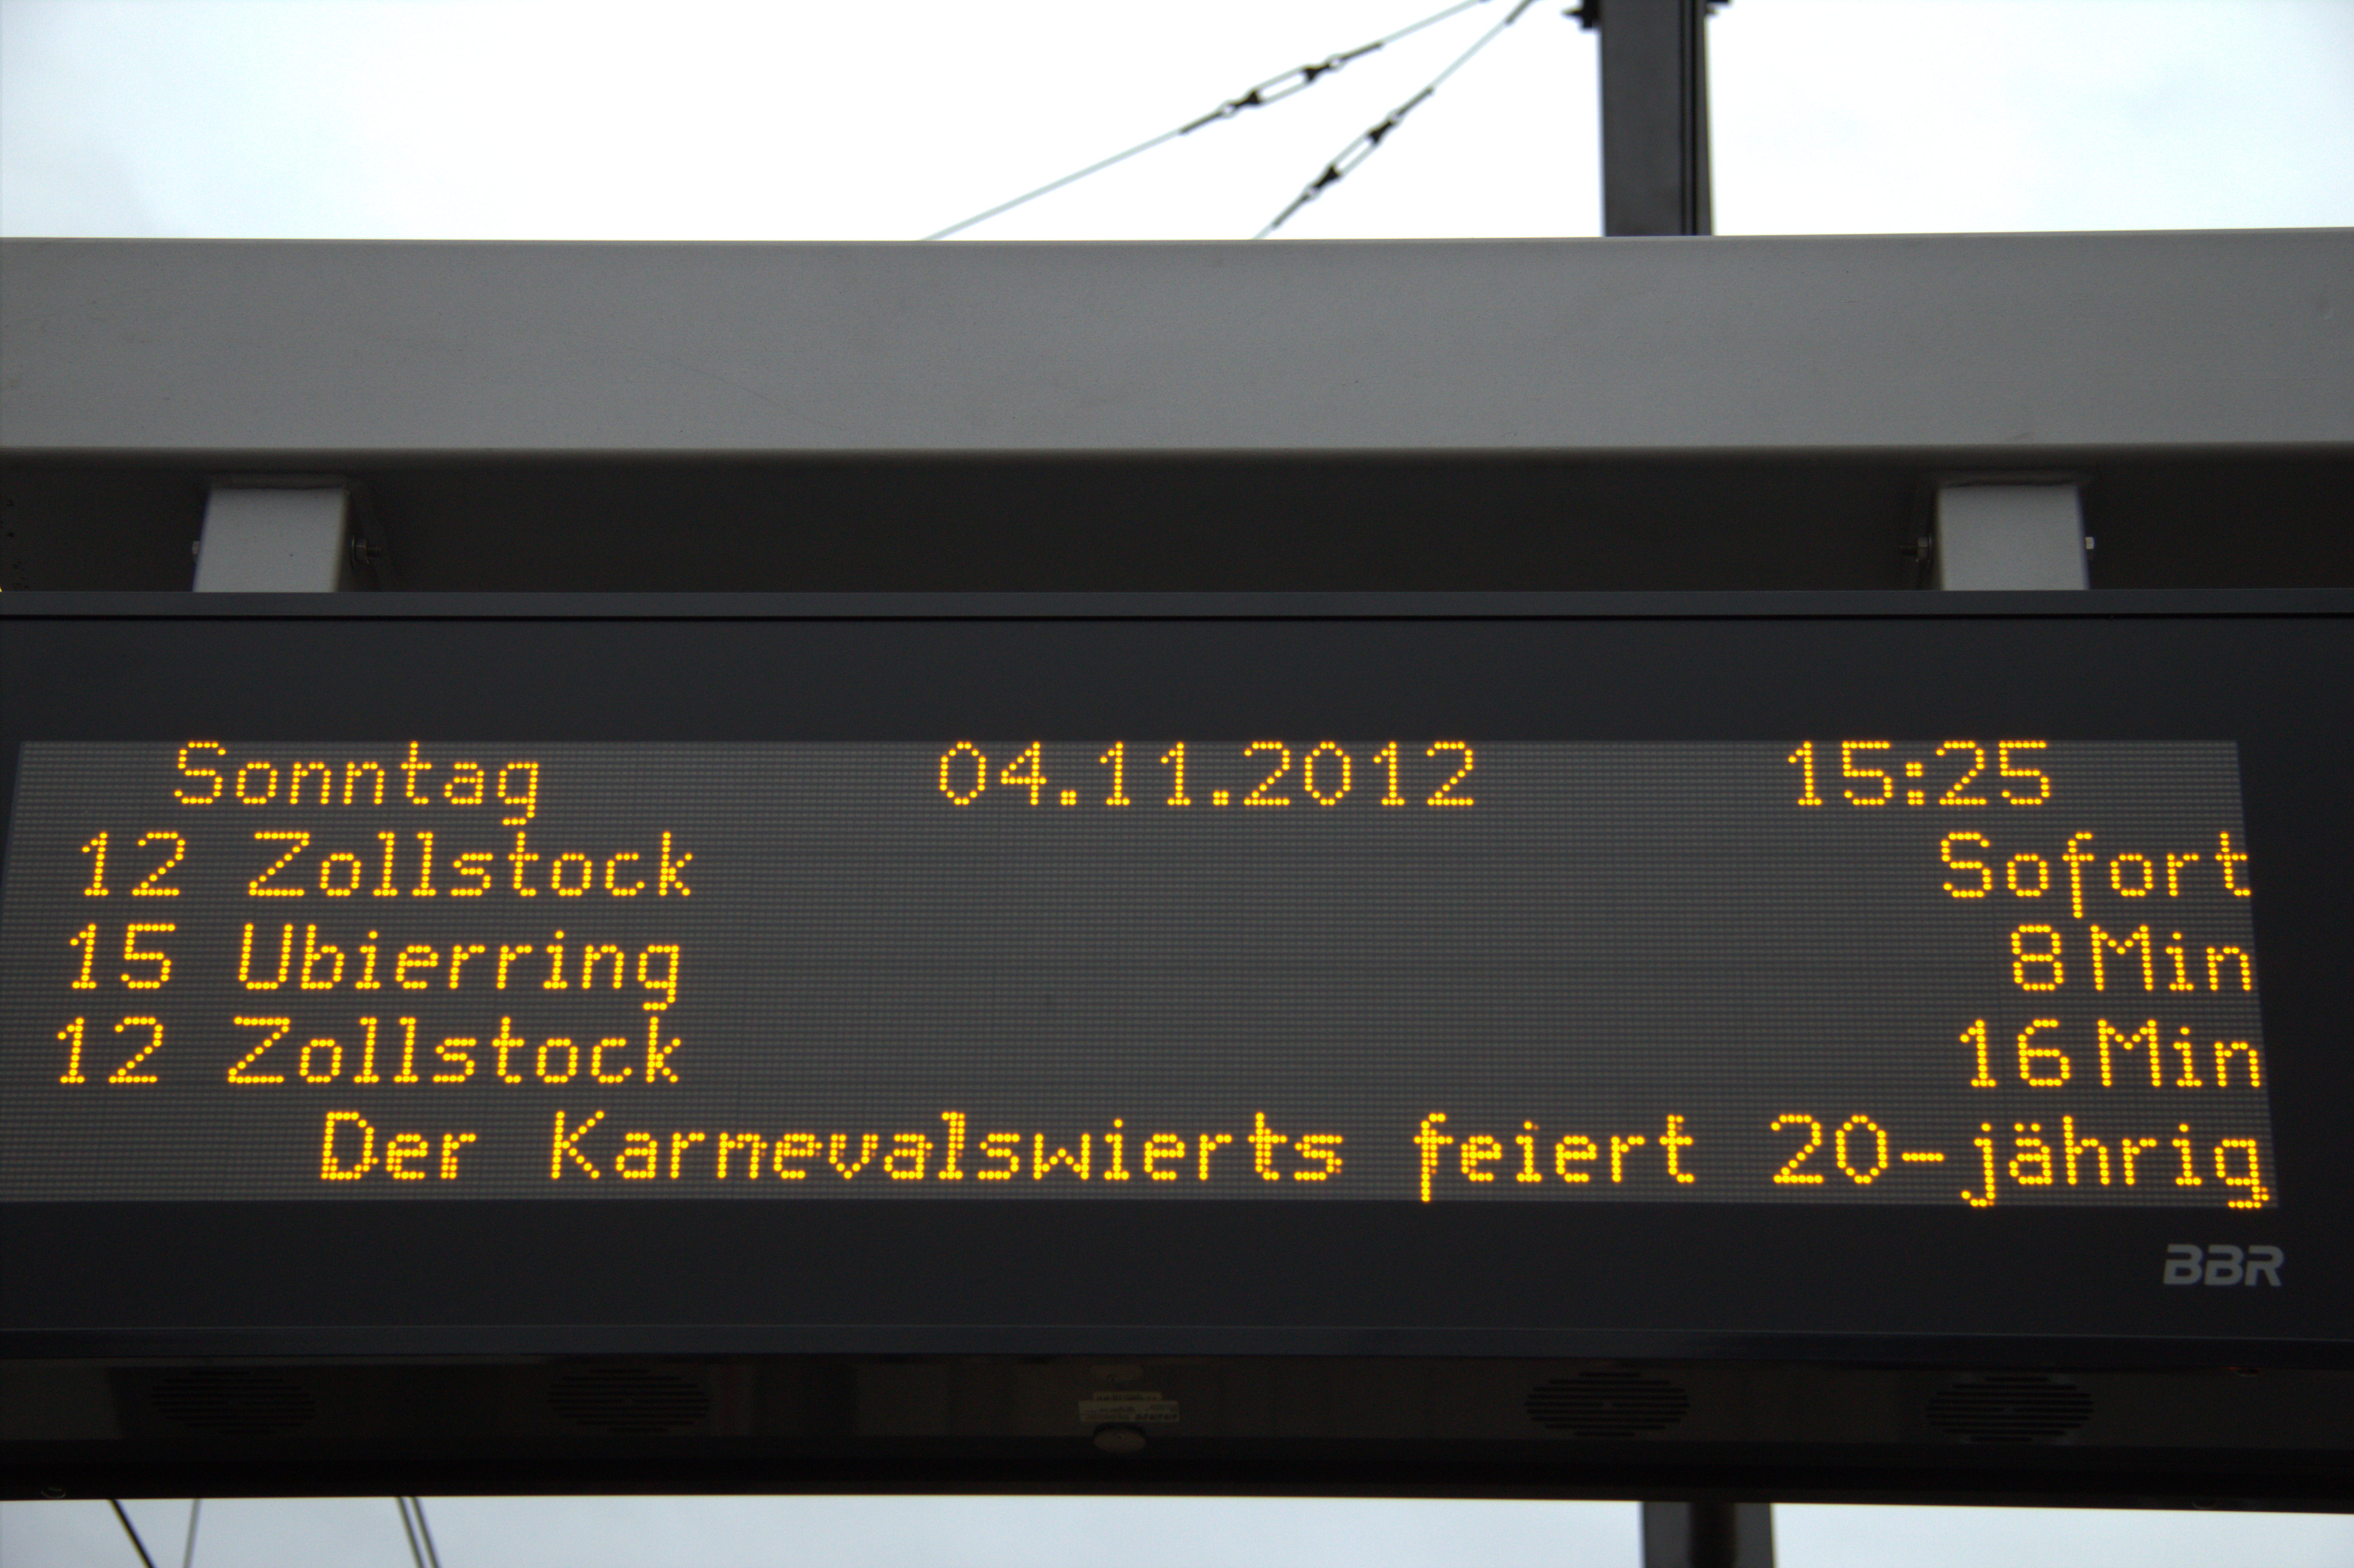 Sonntag 04.11.2012 15:25
12 Zollstock Sofort
15 Ubierring 8 Min
12 Zollstock 16 Min
Der Karnevalswierts feiert 20-jährig
BBR